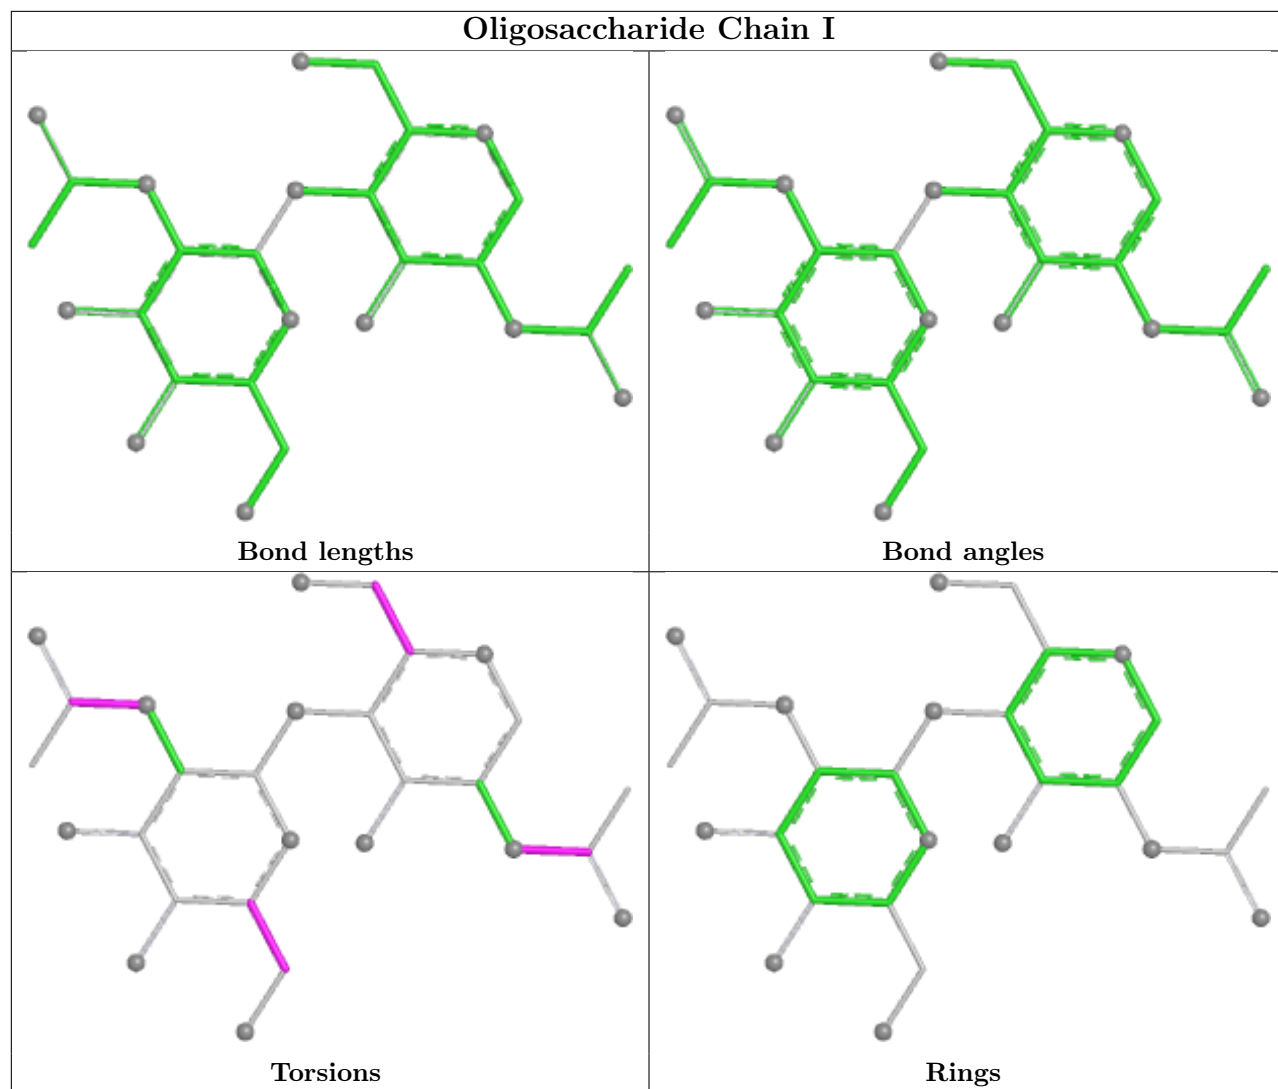 Oligosaccharide Chain I
Bond lengths
Bond angles
Torsions
Rings